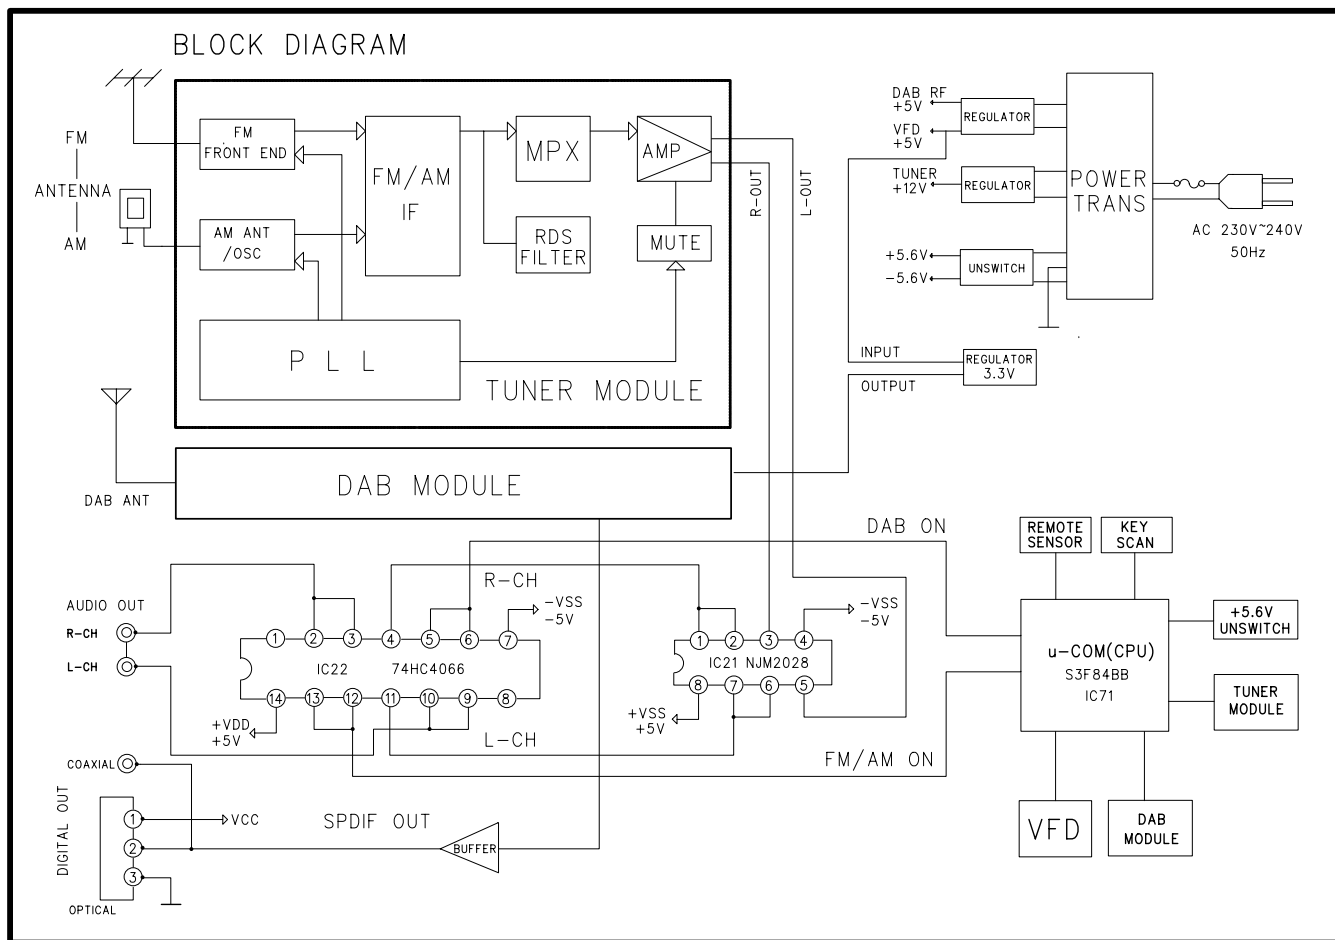 BLOCK DIAGRAM
FM
ANTENNA
AM
FM
FRONT END
AM ANT
/OSC
FM/AM
IF
MPX
RDS
FILTER
AMP
MUTE
P L L
TUNER MODULE
R-OUT
L-OUT
DAB RF
+5V
VFD
+5V
REGULATOR
TUNER
+12V
REGULATOR
+5.6V
-5.6V
UNSWITCH
POWER
TRANS
AC 230V~240V
50Hz
INPUT
OUTPUT
REGULATOR
3.3V
DAB ANT
DAB MODULE
DAB ON
R-CH
AUDIO OUT
R-CH
L-CH
1
2
3
4
5
6
7
-VSS
-5V
IC22
74HC4066
14
13
12
11
10
9
8
+VDD
+5V
L-CH
1
2
3
4
-VSS
-5V
IC21 NJM2028
8
7
6
5
+VSS
+5V
FM/AM ON
REMOTE
SENSOR
KEY
SCAN
u-COM(CPU)
S3F84BB
IC71
+5.6V
UNSWITCH
TUNER
MODULE
VFD
DAB
MODULE
COAXIAL
DIGITAL OUT
1
2
3
VCC
SPDIF OUT
BUFFER
OPTICAL